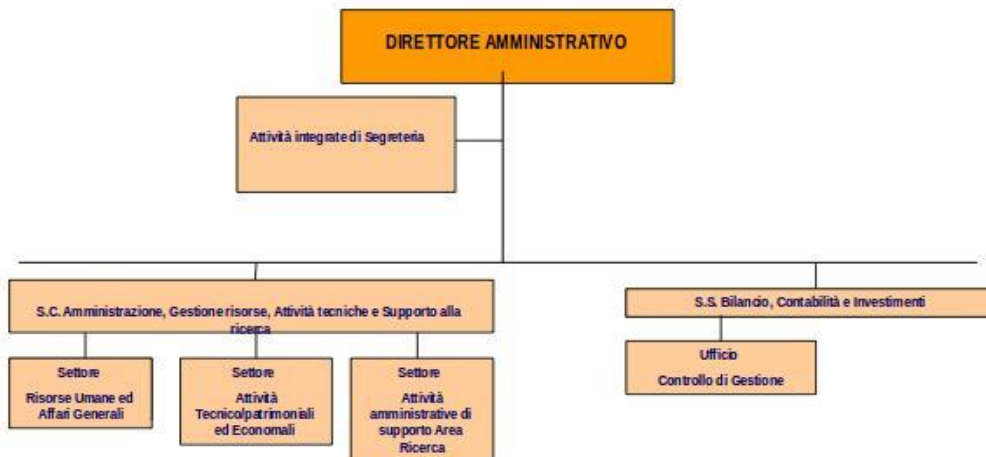 DIRETTORE AMMINISTRATIVO
Attività integrate di Segreteria
S.C. Amministrazione, Gestione risorse, Attività tecniche e Supporto alla
ricerca
S.S. Bilancio, Contabilità e Investimenti
Settore
Risorse Umane ed
Affari Generali
Settore
Attività
Tecnico/patrimoniali
ed Economali
Settore
Attività
amministrative di
supporto Area
Ricerca
Ufficio
Controllo di Gestione